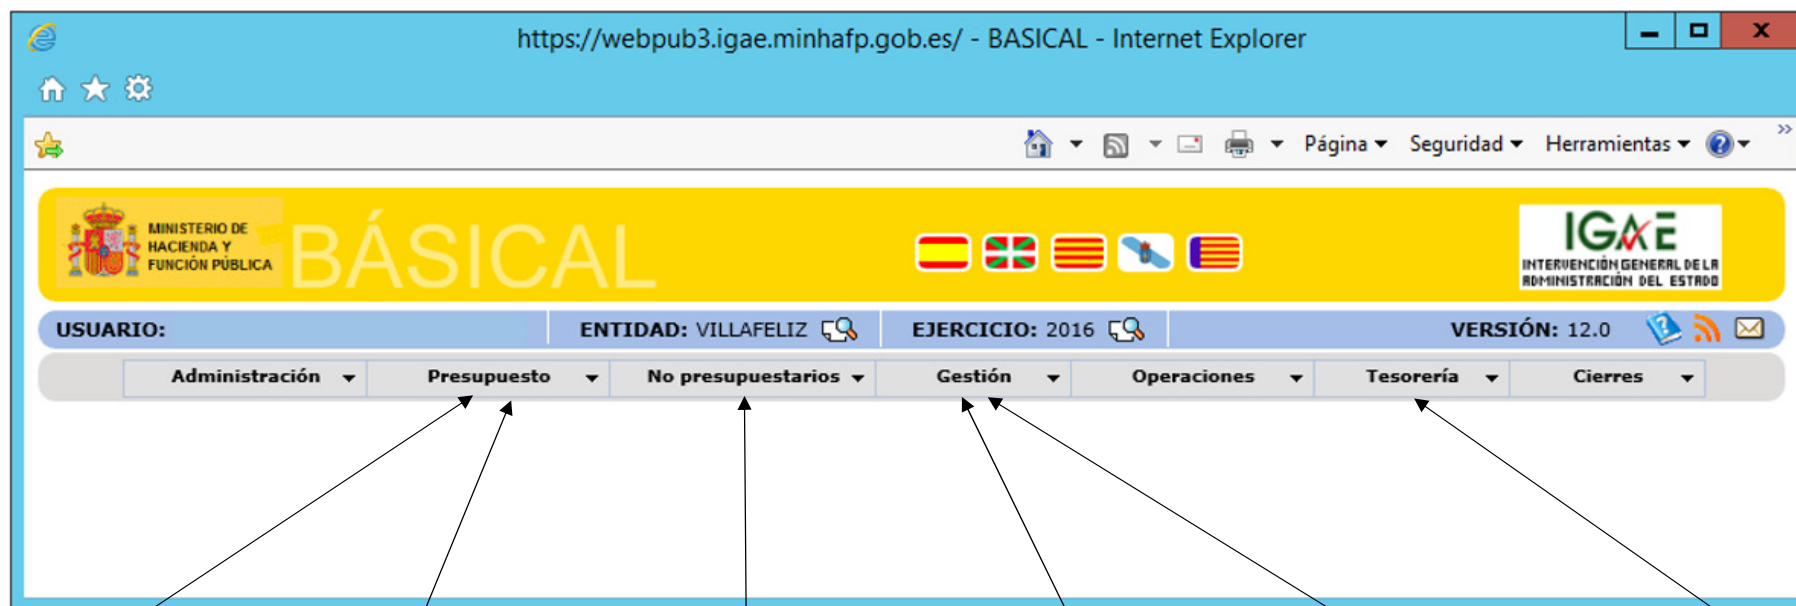 https://webpub3.igae.minhafp.gob.es/ - BASICAL - Internet Explorer
Página Seguridad Herramientas
MINISTERIO DE
HACIENDA Y
FUNCIÓN PÚBLICA
BÁSICAL
IGAE
INTERVENCIÓN GENERAL DE LA
ADMINISTRACIÓN DEL ESTADO
USUARIO: ENTIDAD: VILLAFELIZ EJERCICIO: 2016 VERSIÓN: 12.0
Administración Presupuesto No presupuestarios Gestión Operaciones Tesorería Cierres